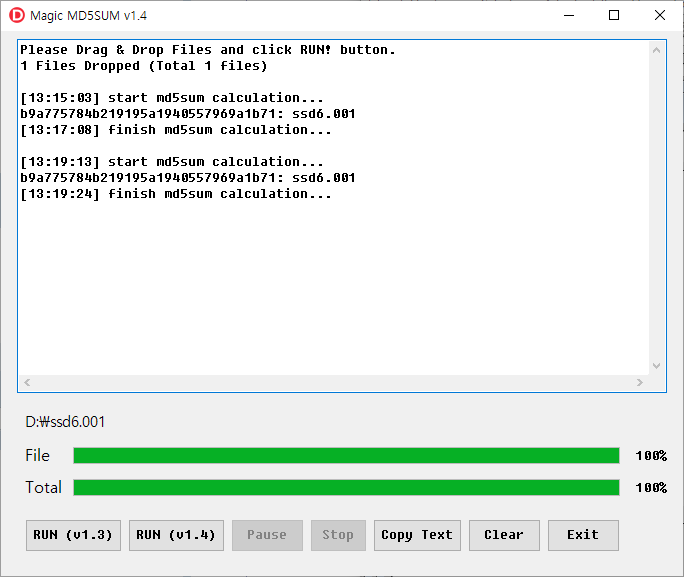 D Magic MD5SUM v1.4
Please Drag & Drop Files and click RUN! button.
1 Files Dropped (Total 1 files)
[13:15:03] start md5sum calculation...
b9a775784b219195a1940557969a1b71: ssd6.001
[13:17:08] finish md5sum calculation...
[13:19:13] start md5sum calculation...
b9a775784b219195a1940557969a1b71: ssd6.001
[13:19:24] finish md5sum calculation...
D:₩ssd6.001
File 100%
Total 100%
RUN (v1.3) RUN (v1.4) Pause Stop Copy Text Clear Exit